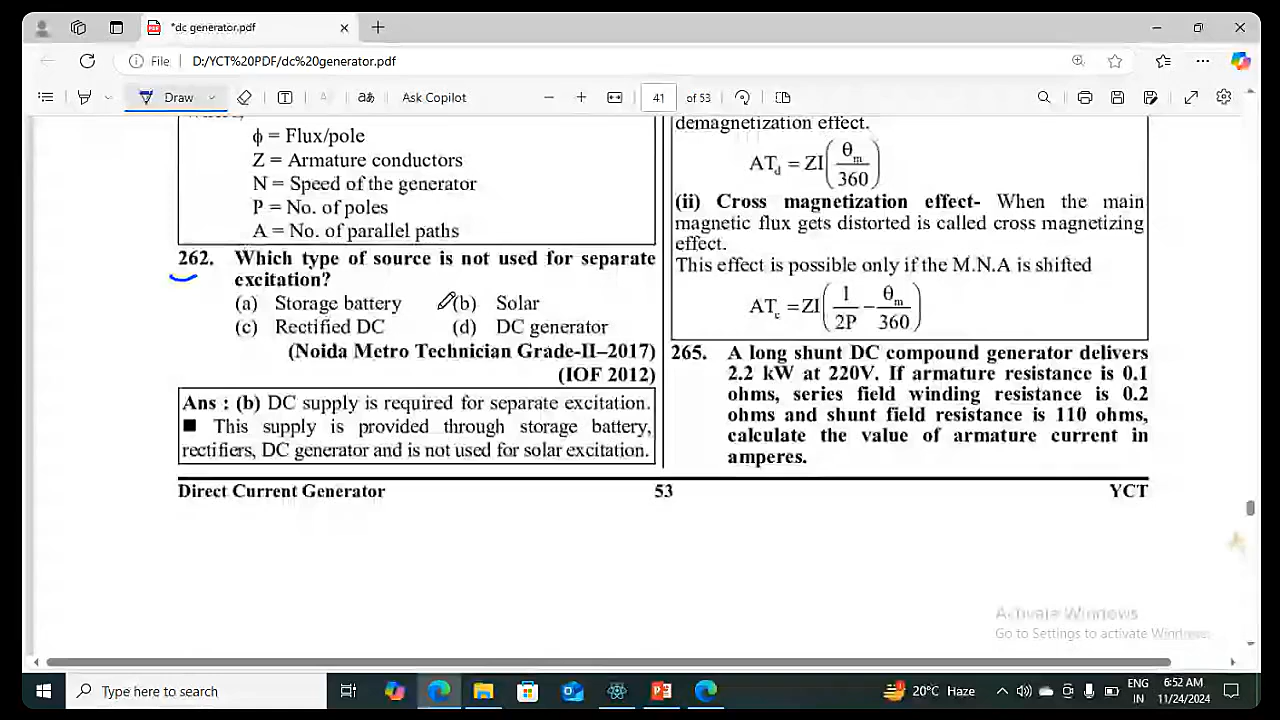 *dc generator.pdf
File D:/YCT%20PDF/dc%20generator.pdf
Draw Ask Copilot 41 of 53
ϕ = Flux/pole
Z = Armature conductors
N = Speed of the generator
P = No. of poles
A = No. of parallel paths
262. Which type of source is not used for separate
excitation?
(a) Storage battery (b) Solar
(c) Rectified DC (d) DC generator
(Noida Metro Technician Grade-II–2017)
(IOF 2012)
Ans : (b) DC supply is required for separate excitation.
■ This supply is provided through storage battery,
rectifiers, DC generator and is not used for solar excitation.
demagnetization effect.
AT_d = ZI(θ_m/360)
(ii) Cross magnetization effect- When the main
magnetic flux gets distorted is called cross magnetizing
effect.
This effect is possible only if the M.N.A is shifted
AT_c = ZI(1/2P − θ_m/360)
265. A long shunt DC compound generator delivers
2.2 kW at 220V. If armature resistance is 0.1
ohms, series field winding resistance is 0.2
ohms and shunt field resistance is 110 ohms,
calculate the value of armature current in
amperes.
Direct Current Generator 53 YCT
Activate Windows
Go to Settings to activate Windows.
Type here to search
20°C Haze
ENG
IN
6:52 AM
11/24/2024